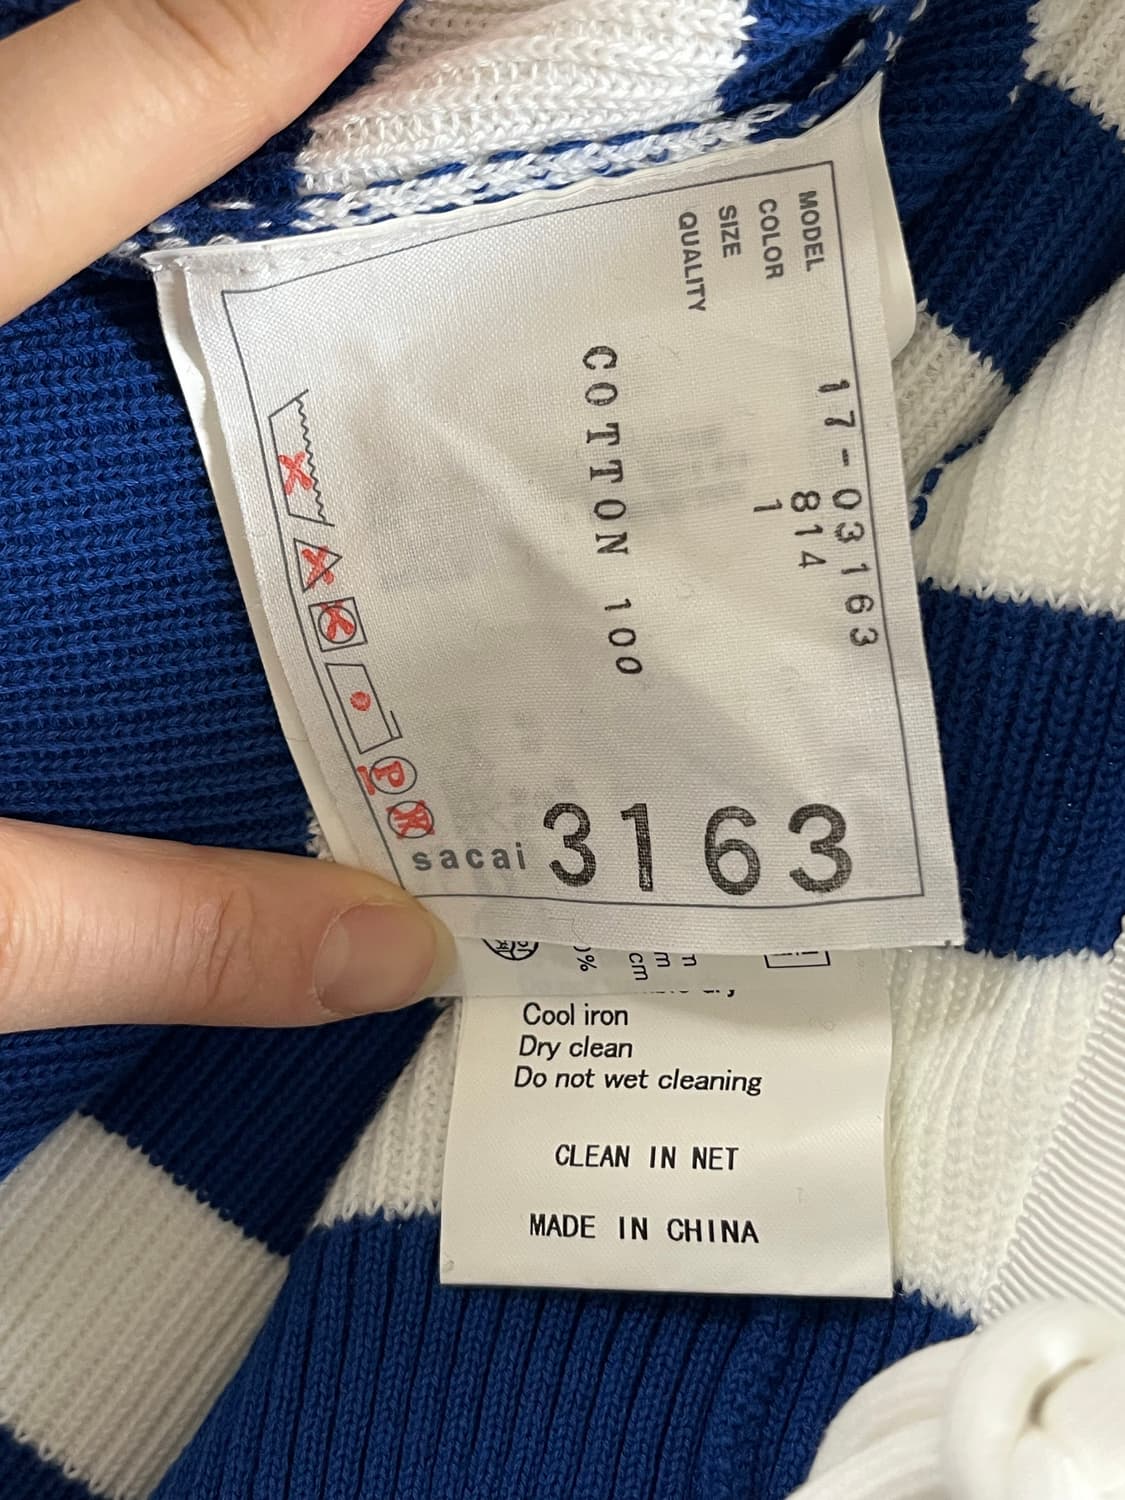 MODEL 17-03163
COLOR 814
SIZE 1
QUALITY
COTTON 100
P
sacai 3163
%
cm
Cool iron
Dry clean
Do not wet cleaning
CLEAN IN NET
MADE IN CHINA